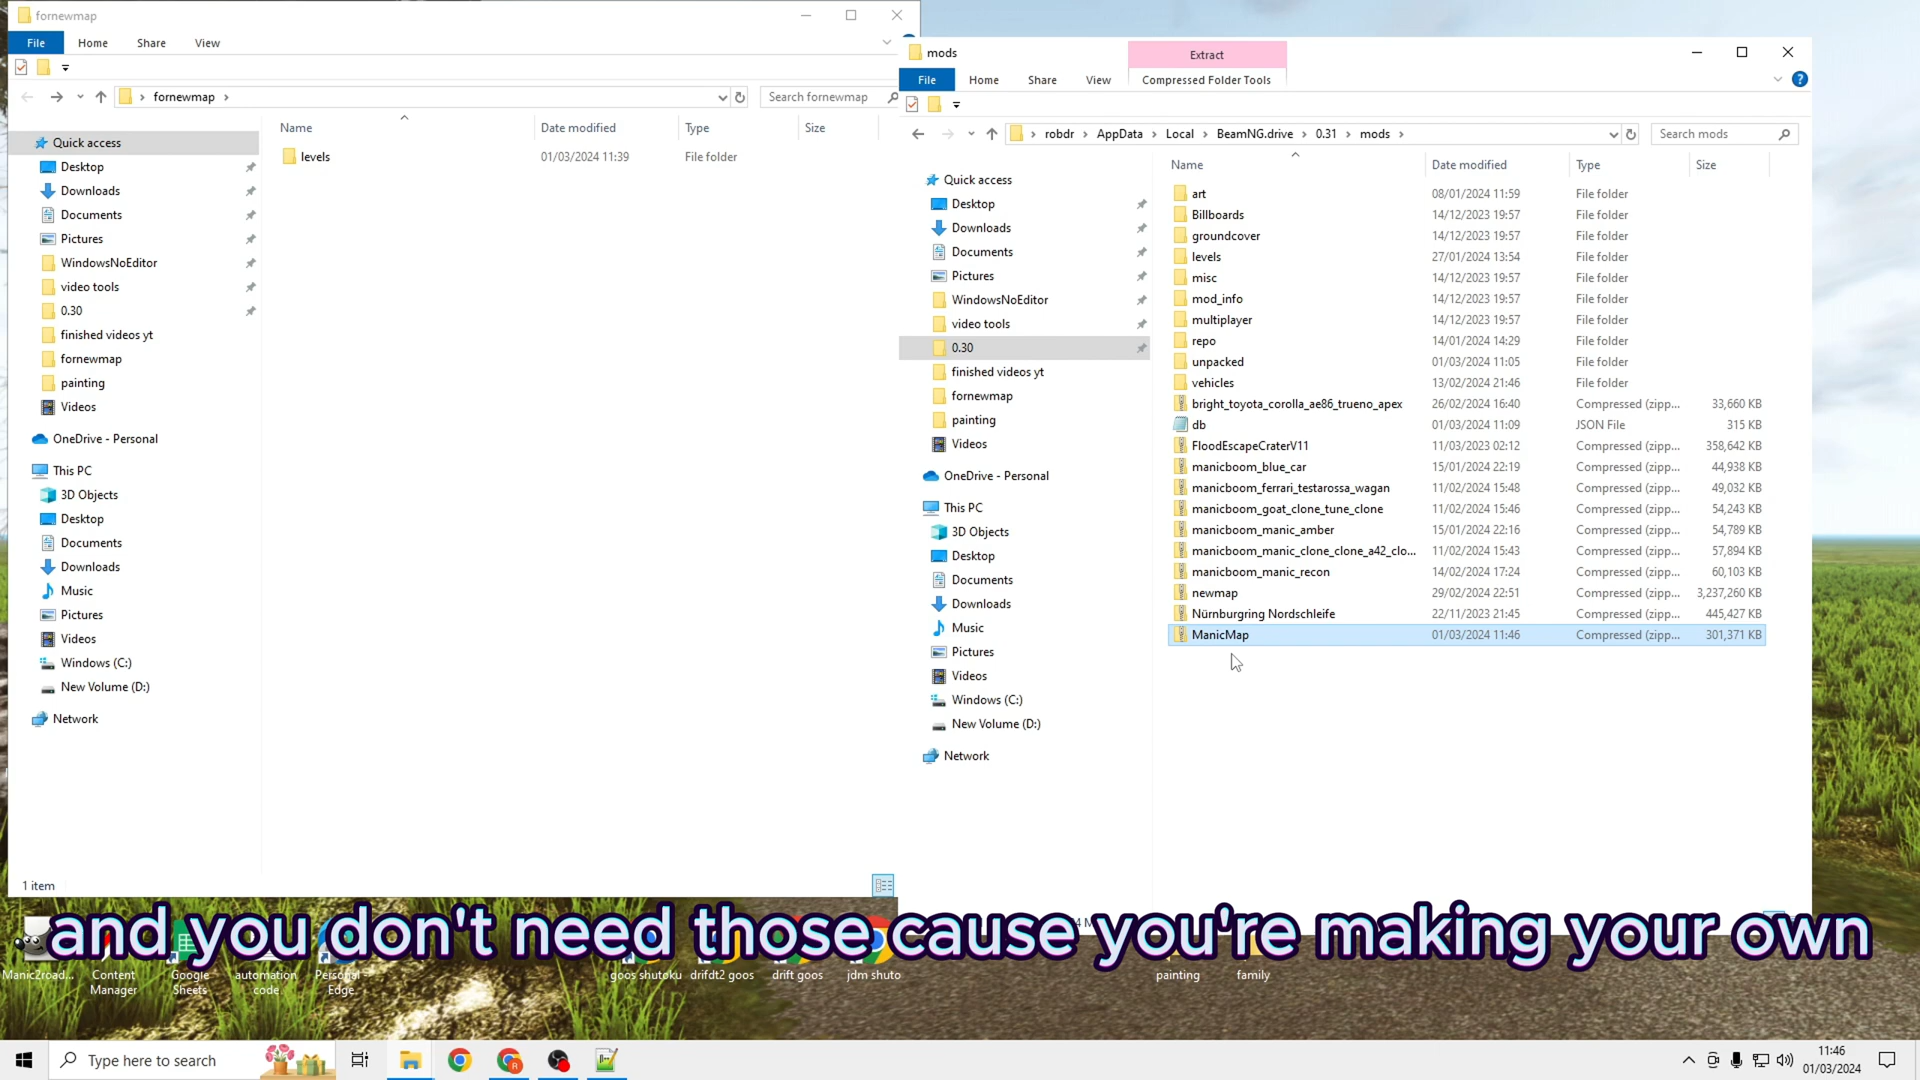 fornewmap
File Home Share View
fornewmap
Search fornewmap
Name Date modified Type Size
levels 01/03/2024 11:39 File folder
Quick access
Desktop
Downloads
Documents
Pictures
WindowsNoEditor
video tools
0.30
finished videos yt
fornewmap
painting
Videos
OneDrive - Personal
This PC
3D Objects
Desktop
Documents
Downloads
Music
Pictures
Videos
Windows (C:)
New Volume (D:)
Network
1 item
mods
Extract
File Home Share View Compressed Folder Tools
robdr > AppData > Local > BeamNG.drive > 0.31 > mods >
Search mods
Name Date modified Type Size
Quick access
Desktop
Downloads
Documents
Pictures
WindowsNoEditor
video tools
0.30
finished videos yt
fornewmap
painting
Videos
OneDrive - Personal
This PC
3D Objects
Desktop
Documents
Downloads
Music
Pictures
Videos
Windows (C:)
New Volume (D:)
Network
art 08/01/2024 11:59 File folder
Billboards 14/12/2023 19:57 File folder
groundcover 14/12/2023 19:57 File folder
levels 27/01/2024 13:54 File folder
misc 14/12/2023 19:57 File folder
mod_info 14/12/2023 19:57 File folder
multiplayer 14/12/2023 19:57 File folder
repo 14/01/2024 14:29 File folder
unpacked 01/03/2024 11:05 File folder
vehicles 13/02/2024 21:46 File folder
bright_toyota_corolla_ae86_trueno_apex 26/02/2024 16:40 Compressed (zipp... 33,660 KB
db 01/03/2024 11:09 JSON File 315 KB
FloodEscapeCraterV11 11/03/2023 02:12 Compressed (zipp... 358,642 KB
manicboom_blue_car 15/01/2024 22:19 Compressed (zipp... 44,938 KB
manicboom_ferrari_testarossa_wagan 11/02/2024 15:48 Compressed (zipp... 49,032 KB
manicboom_goat_clone_tune_clone 11/02/2024 15:46 Compressed (zipp... 54,243 KB
manicboom_manic_amber 15/01/2024 22:16 Compressed (zipp... 54,789 KB
manicboom_manic_clone_clone_a42_clo... 11/02/2024 15:43 Compressed (zipp... 57,894 KB
manicboom_manic_recon 14/02/2024 17:24 Compressed (zipp... 60,103 KB
newmap 29/02/2024 22:51 Compressed (zipp... 3,237,260 KB
Nürnburgring Nordschleife 22/11/2023 21:45 Compressed (zipp... 445,427 KB
ManicMap 01/03/2024 11:46 Compressed (zipp... 301,371 KB
and you don't need those cause you're making your own
Manic2road... Content Manager Google Sheets automation code Personal - Edge goos shutoku drifdt2 goos drift goos jdm shuto painting family
Type here to search
11:46
01/03/2024